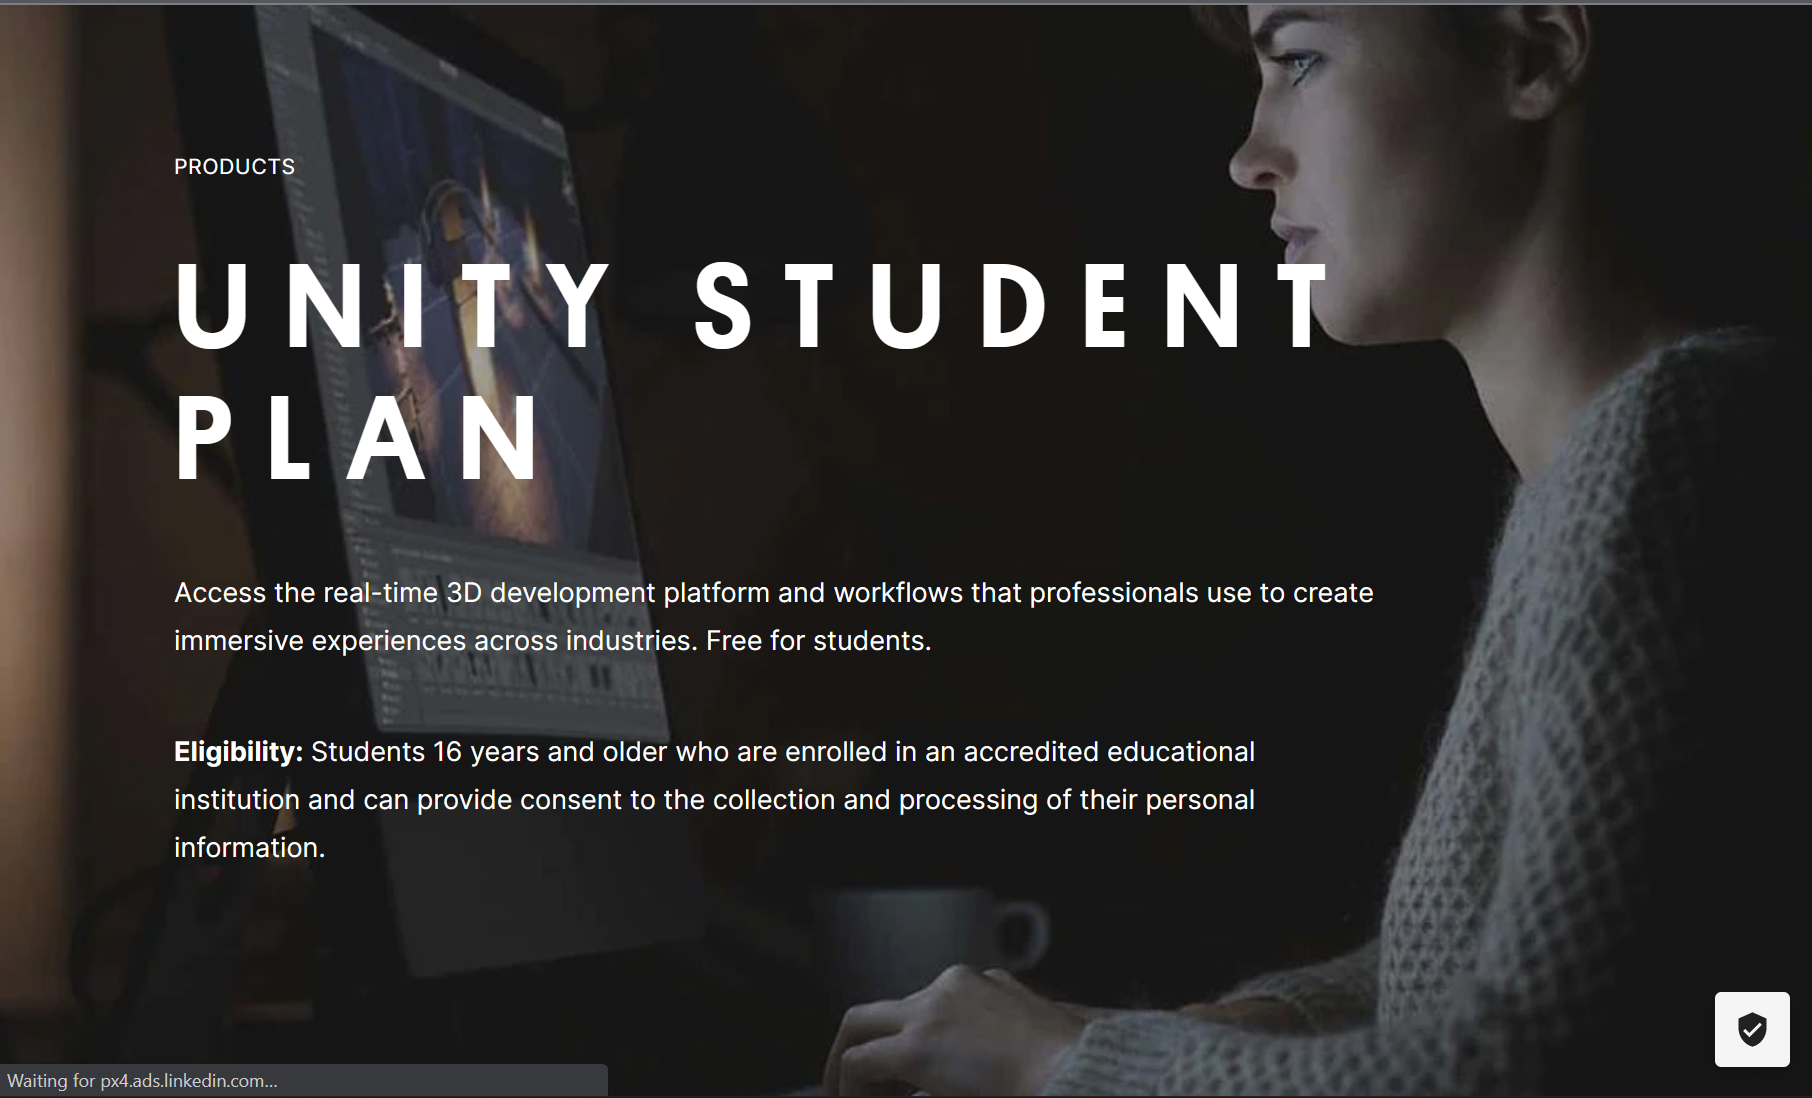 PRODUCTS
UNITY STUDENT
PLAN
Access the real-time 3D development platform and workflows that professionals use to create
immersive experiences across industries. Free for students.
Eligibility: Students 16 years and older who are enrolled in an accredited educational
institution and can provide consent to the collection and processing of their personal
information.
Waiting for px4.ads.linkedin.com...